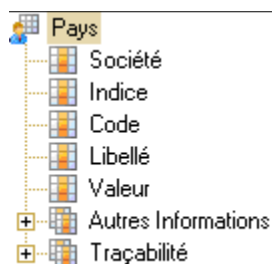 Pays
Société
Indice
Code
Libellé
Valeur
Autres Informations
Traçabilité